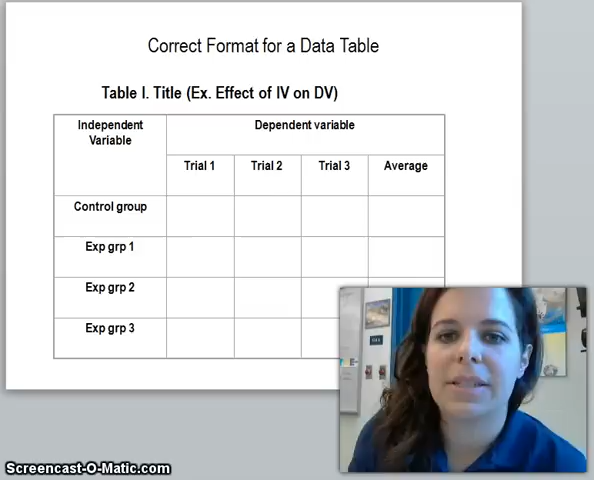 Correct Format for a Data Table
Table I. Title (Ex. Effect of IV on DV)
Independent
Variable
Dependent variable
Trial 1
Trial 2
Trial 3
Average
Control group
Exp grp 1
Exp grp 2
Exp grp 3
Screencast-O-Matic.com